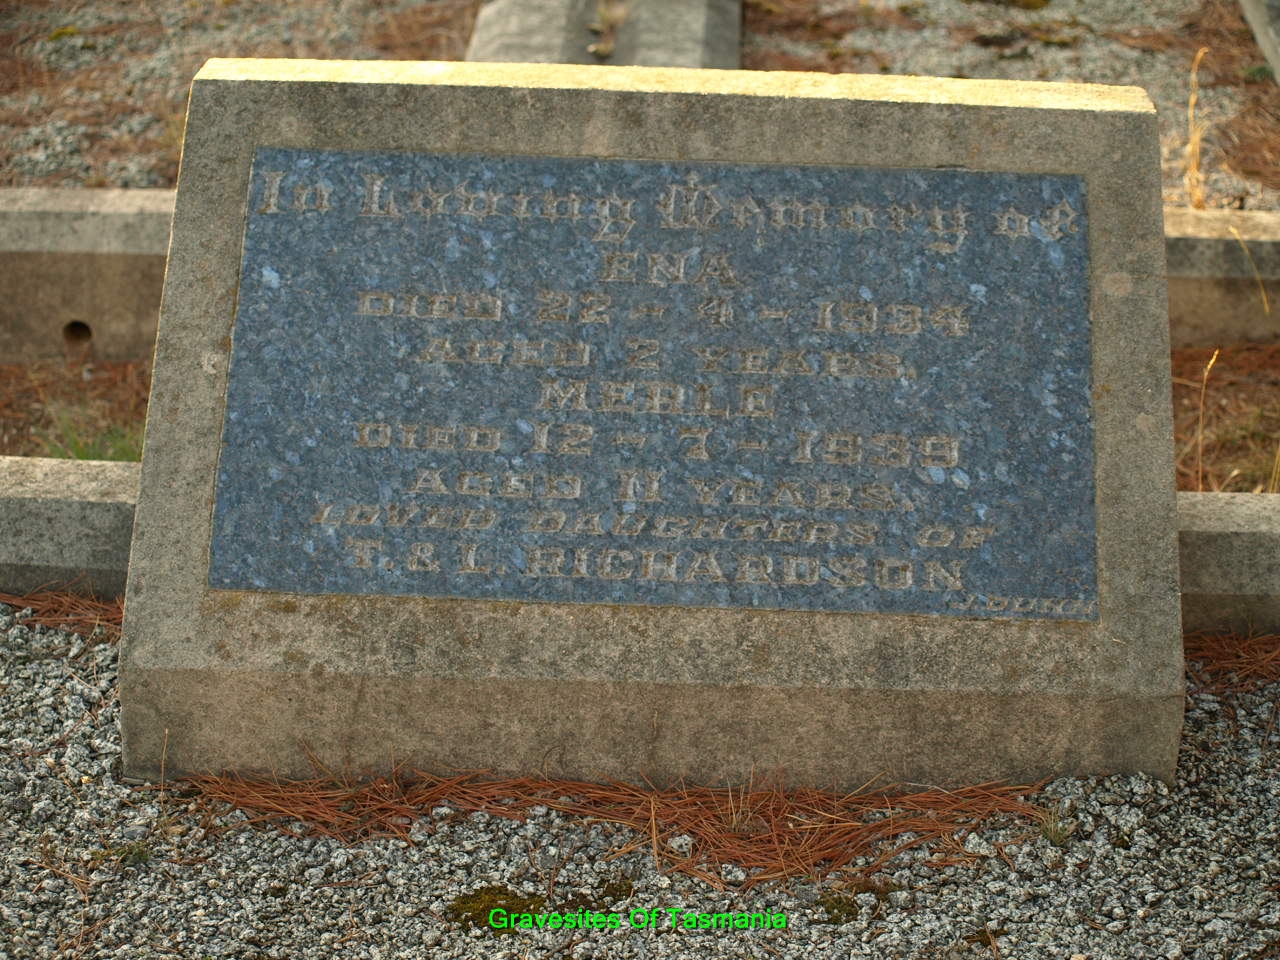 In Loving Memory of
ENA
DIED 22 - 4 - 1934
AGED 2 YEARS.
MERLE
DIED 12 - 7 - 1939
AGED 11 YEARS.
LOVED DAUGHTERS OF
T. & L. RICHARDSON
Gravesites Of Tasmania